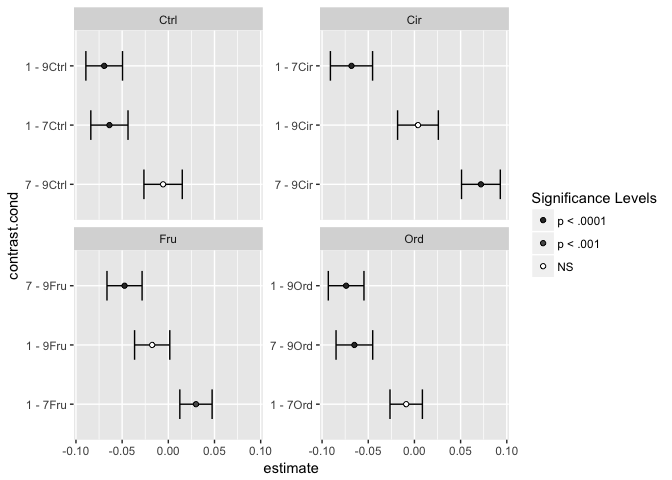 Ctrl
Cir
1 - 9Ctrl
1 - 7Ctrl
7 - 9Ctrl
1 - 7Cir
1 - 9Cir
7 - 9Cir
Fru
Ord
7 - 9Fru
1 - 9Fru
1 - 7Fru
1 - 9Ord
7 - 9Ord
1 - 7Ord
-0.10 -0.05 0.00 0.05 0.10
-0.10 -0.05 0.00 0.05 0.10
estimate
contrast.cond
Significance Levels
p < .0001
p < .001
NS